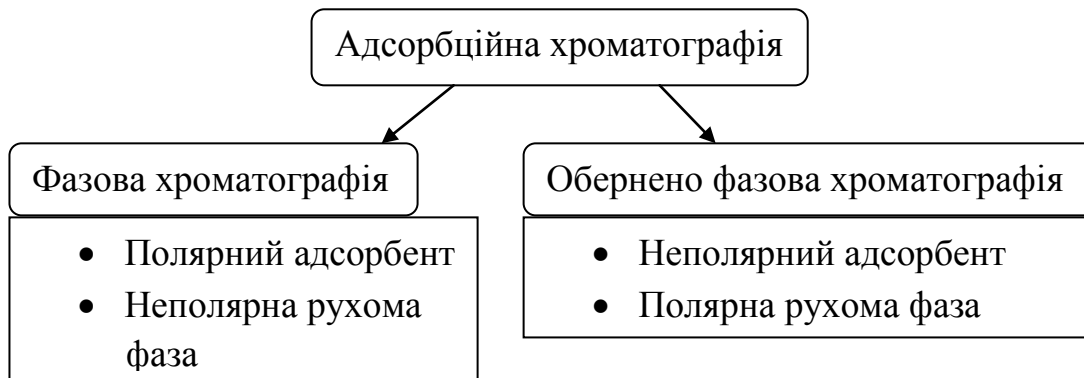 Адсорбційна хроматографія
Фазова хроматографія
• Полярний адсорбент
• Неполярна рухома
фаза
Обернено фазова хроматографія
• Неполярний адсорбент
• Полярна рухома фаза